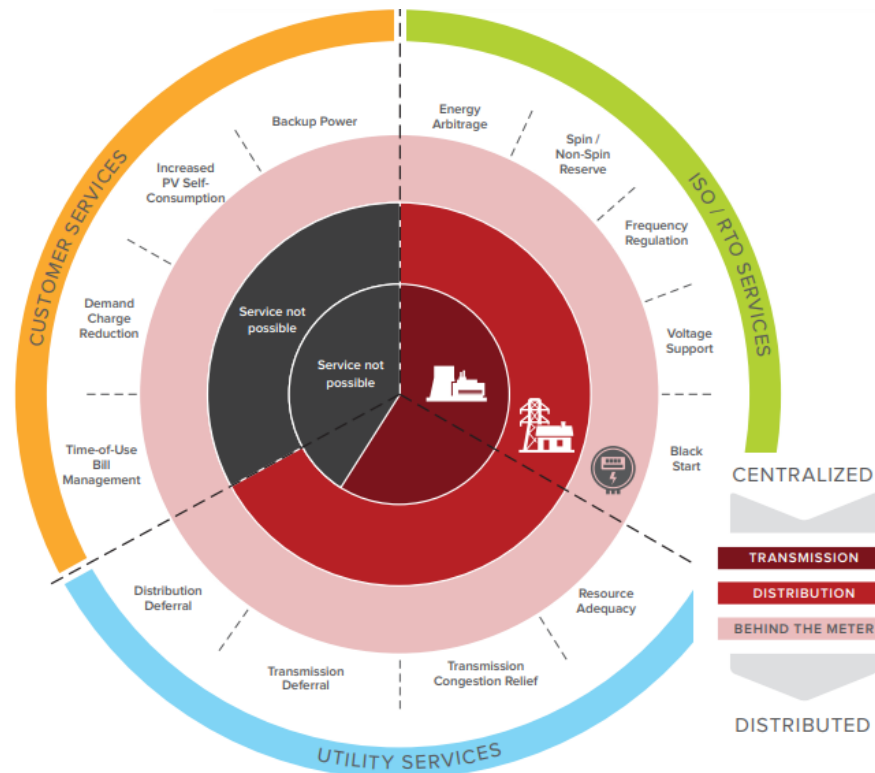 CUSTOMER SERVICES
ISO / RTO SERVICES
UTILITY SERVICES
Backup Power
Energy
Arbitrage
Spin /
Non-Spin
Reserve
Increased
PV Self-
Consumption
Frequency
Regulation
Demand
Charge
Reduction
Voltage
Support
Service not
possible
Service not
possible
Time-of-Use
Bill
Management
Black
Start
Distribution
Deferral
Resource
Adequacy
Transmission
Deferral
Transmission
Congestion Relief
CENTRALIZED
TRANSMISSION
DISTRIBUTION
BEHIND THE METER
DISTRIBUTED